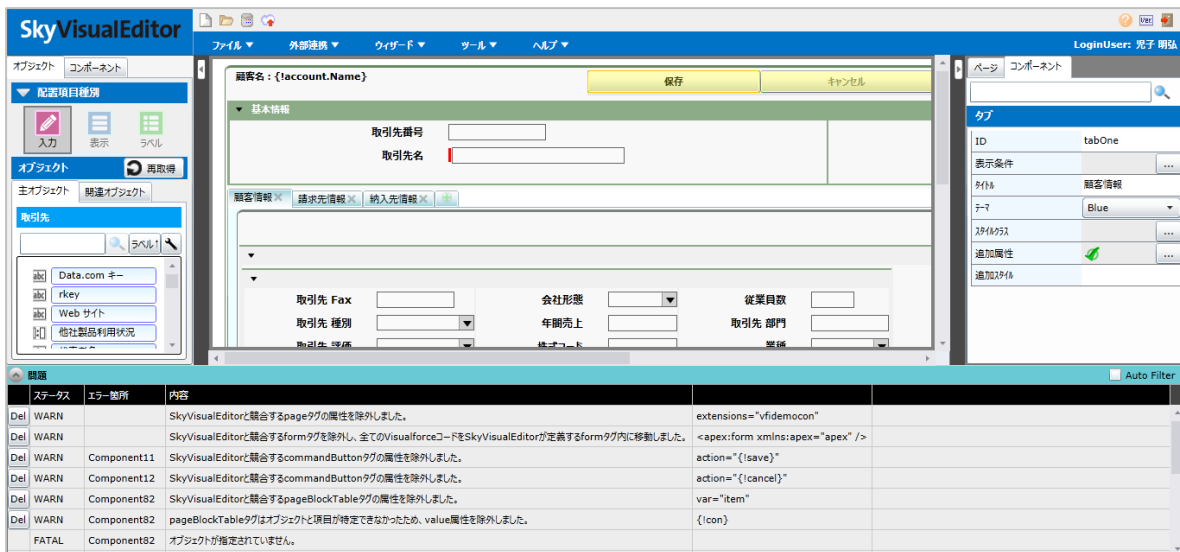 SkyVisualEditor
Ver.
ファイル ▼ 外部連携 ▼ ウィザード ▼ ツール ▼ ヘルプ ▼
LoginUser: 児子 明弘
オブジェクト コンポーネント
配置項目種別
入力 表示 ラベル
オブジェクト 再取得
主オブジェクト 関連オブジェクト
取引先
ラベル↑
abc Data.com キー
abc rkey
abc Web サイト
他社製品利用状況
顧客名 : {!account.Name} 保存 キャンセル
▼ 基本情報
取引先番号
取引先名
顧客情報 請求先情報 納入先情報
取引先 Fax 会社形態 従業員数
取引先 種別 年間売上 取引先 部門
取引先 評価 株式コード 業種
ページ コンポーネント
タブ
ID tabOne
表示条件 ...
タイトル 顧客情報
テーマ Blue
スタイルクラス ...
追加属性 ...
追加スタイル
問題 Auto Filter
ステータス エラー箇所 内容
Del WARN SkyVisualEditorと競合するpageタグの属性を除外しました。 extensions="vfidemocon"
Del WARN SkyVisualEditorと競合するformタグを除外し、全てのVisualforceコードをSkyVisualEditorが定義するformタグ内に移動しました。 <apex:form xmlns:apex="apex" />
Del WARN Component11 SkyVisualEditorと競合するcommandButtonタグの属性を除外しました。 action="{!save}"
Del WARN Component12 SkyVisualEditorと競合するcommandButtonタグの属性を除外しました。 action="{!cancel}"
Del WARN Component82 SkyVisualEditorと競合するpageBlockTableタグの属性を除外しました。 var="item"
Del WARN Component82 pageBlockTableタグはオブジェクトと項目が特定できなかったため、value属性を除外しました。 {!con}
FATAL Component82 オブジェクトが指定されていません。